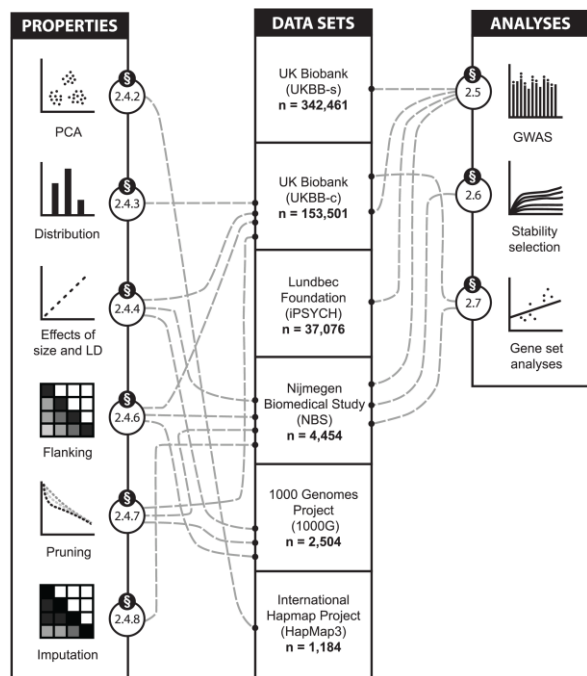 PROPERTIES
§
2.4.2
PCA
§
2.4.3
Distribution
§
2.4.4
Effects of
size and LD
§
2.4.6
Flanking
§
2.4.7
Pruning
§
2.4.8
Imputation
DATA SETS
UK Biobank
(UKBB-s)
n = 342,461
UK Biobank
(UKBB-c)
n = 153,501
Lundbec
Foundation
(iPSYCH)
n = 37,076
Nijmegen
Biomedical Study
(NBS)
n = 4,454
1000 Genomes
Project
(1000G)
n = 2,504
International
Hapmap Project
(HapMap3)
n = 1,184
ANALYSES
§
2.5
GWAS
§
2.6
Stability
selection
§
2.7
Gene set
analyses